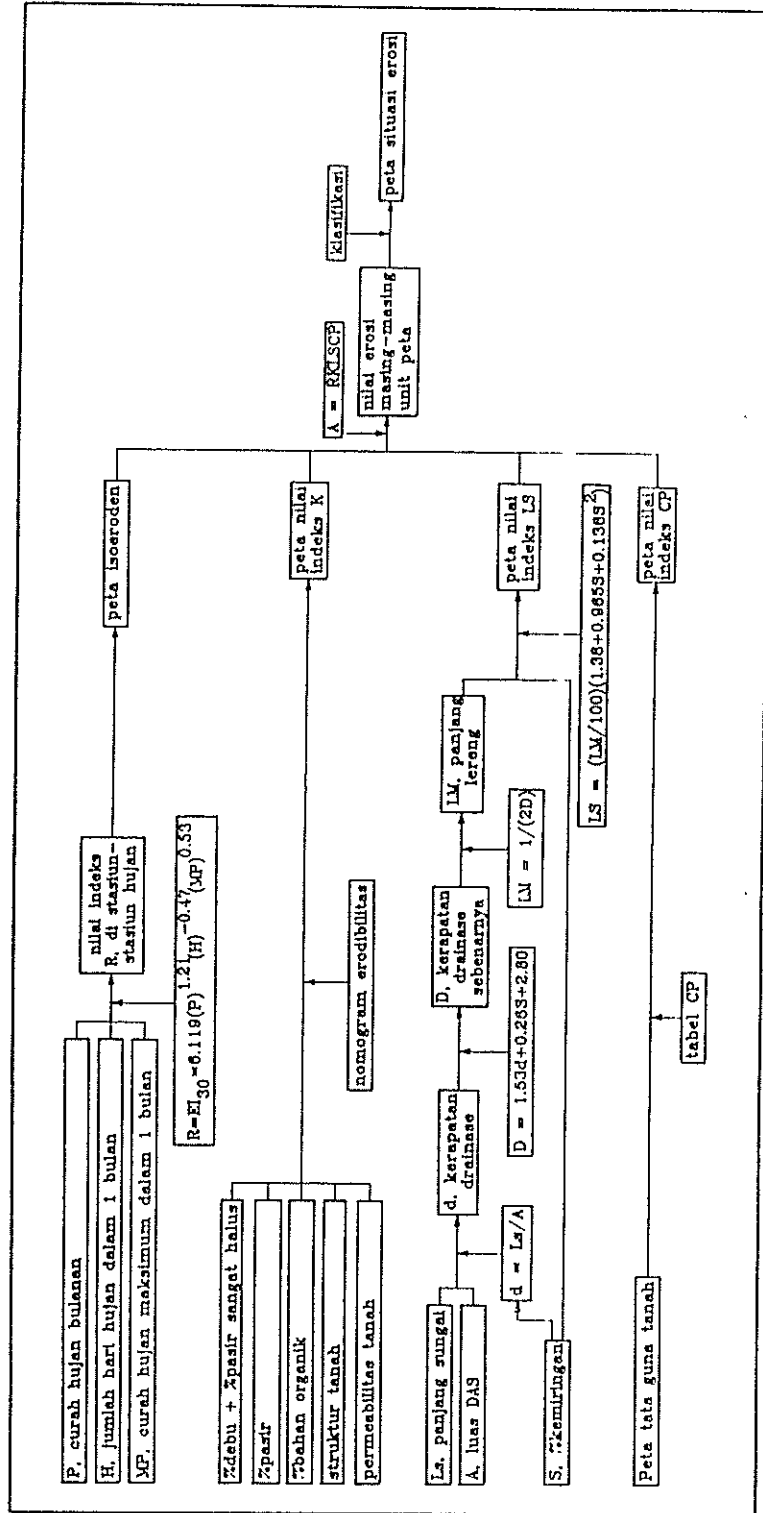 P, curah hujan bulanan
H, jumlah hari hujan dalam 1 bulan
MP, curah hujan maksimum dalam 1 bulan
nilai indeks
R, di stasiun-
stasiun hujan
R=EI₃₀=6.119(P)^1.21(H)^-0.47(MP)^0.53
peta isoeroden
%debu + %pasir sangat halus
%pasir
%bahan organik
struktur tanah
permeabilitas tanah
nomogram erodibilitas
peta nilai
indeks K
Ls, panjang sungai
A, luas DAS
d = Ls/A
d, kerapatan
drainase
D = 1.53d+0.26S+2.80
D, kerapatan
drainase
sebenarnya
LM = 1/(2D)
LM, panjang
lereng
S, %kemiringan
peta nilai
indeks LS
LS = (LM/100)(1.38+0.965S+0.138S²)
Peta tata guna tanah
tabel CP
peta nilai
indeks CP
A = RKLSCP
nilai erosi
masing-masing
unit peta
klasifikasi
peta situasi erosi